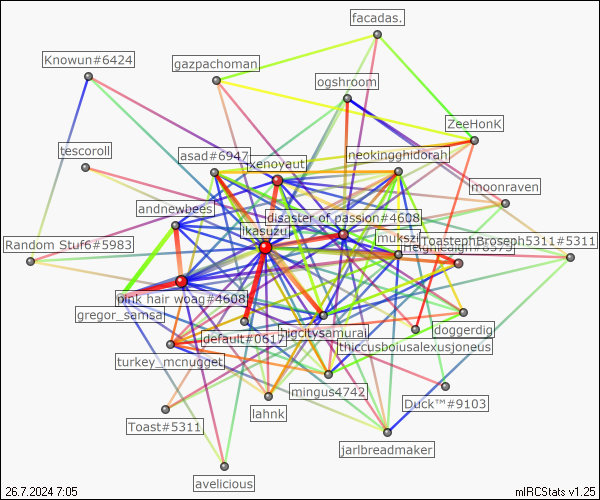 facadas.
Knowun#6424
gazpachoman
ogshroom
ZeeHonK
tescoroll
asad#6947
xenoyaut
neokingghidorah
moonraven
andnewbees
disaster of passion#4608
ikasuzu
mukszi
ToastephBroseph5311#5311
Random Stuf6#5983
pink hair woag#4608
gregor_samsa
default#0617
bigcitysamurai
doggerdig
thiccusboiusalexusjoneus
turkey_mcnugget
mingus4742
Duck™#9103
lahnk
Toast#5311
jarlbreadmaker
avelicious
26.7.2024 7:05
mIRCStats v1.25